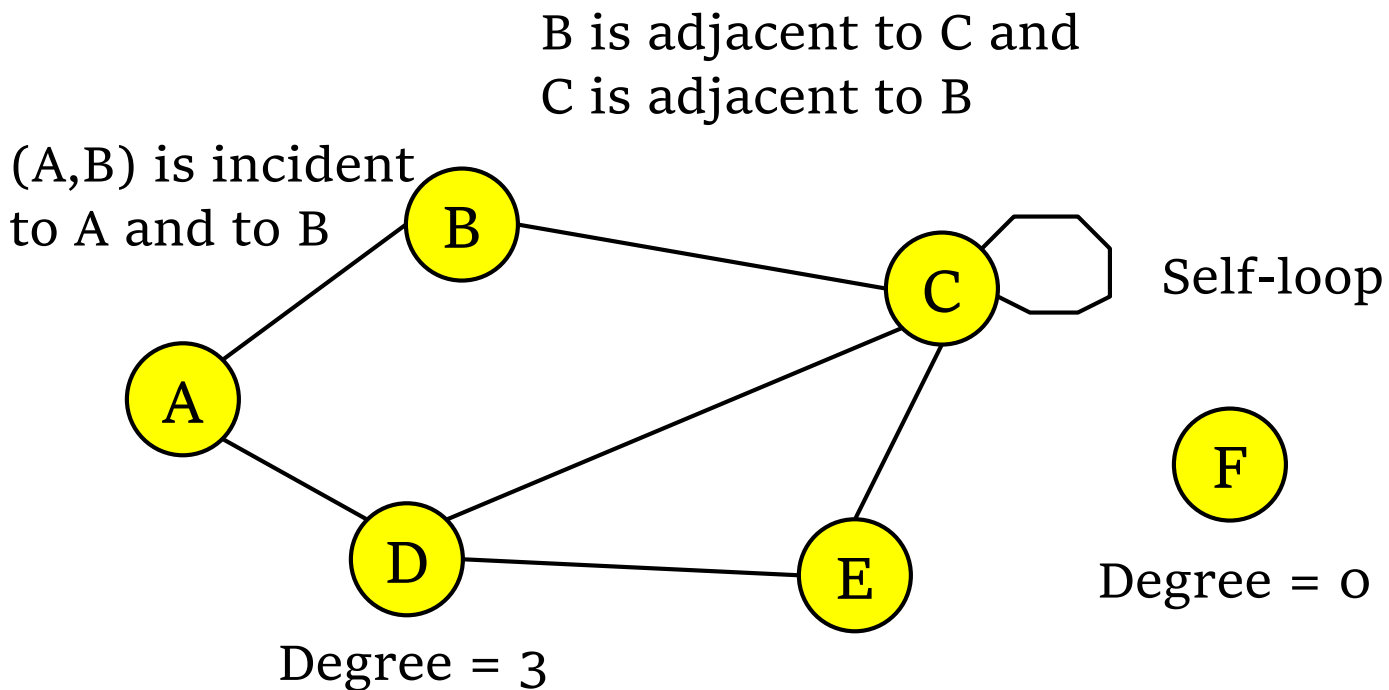 B is adjacent to C and
C is adjacent to B
(A,B) is incident
to A and to B
B
C
Self-loop
A
F
D
E
Degree = 0
Degree = 3